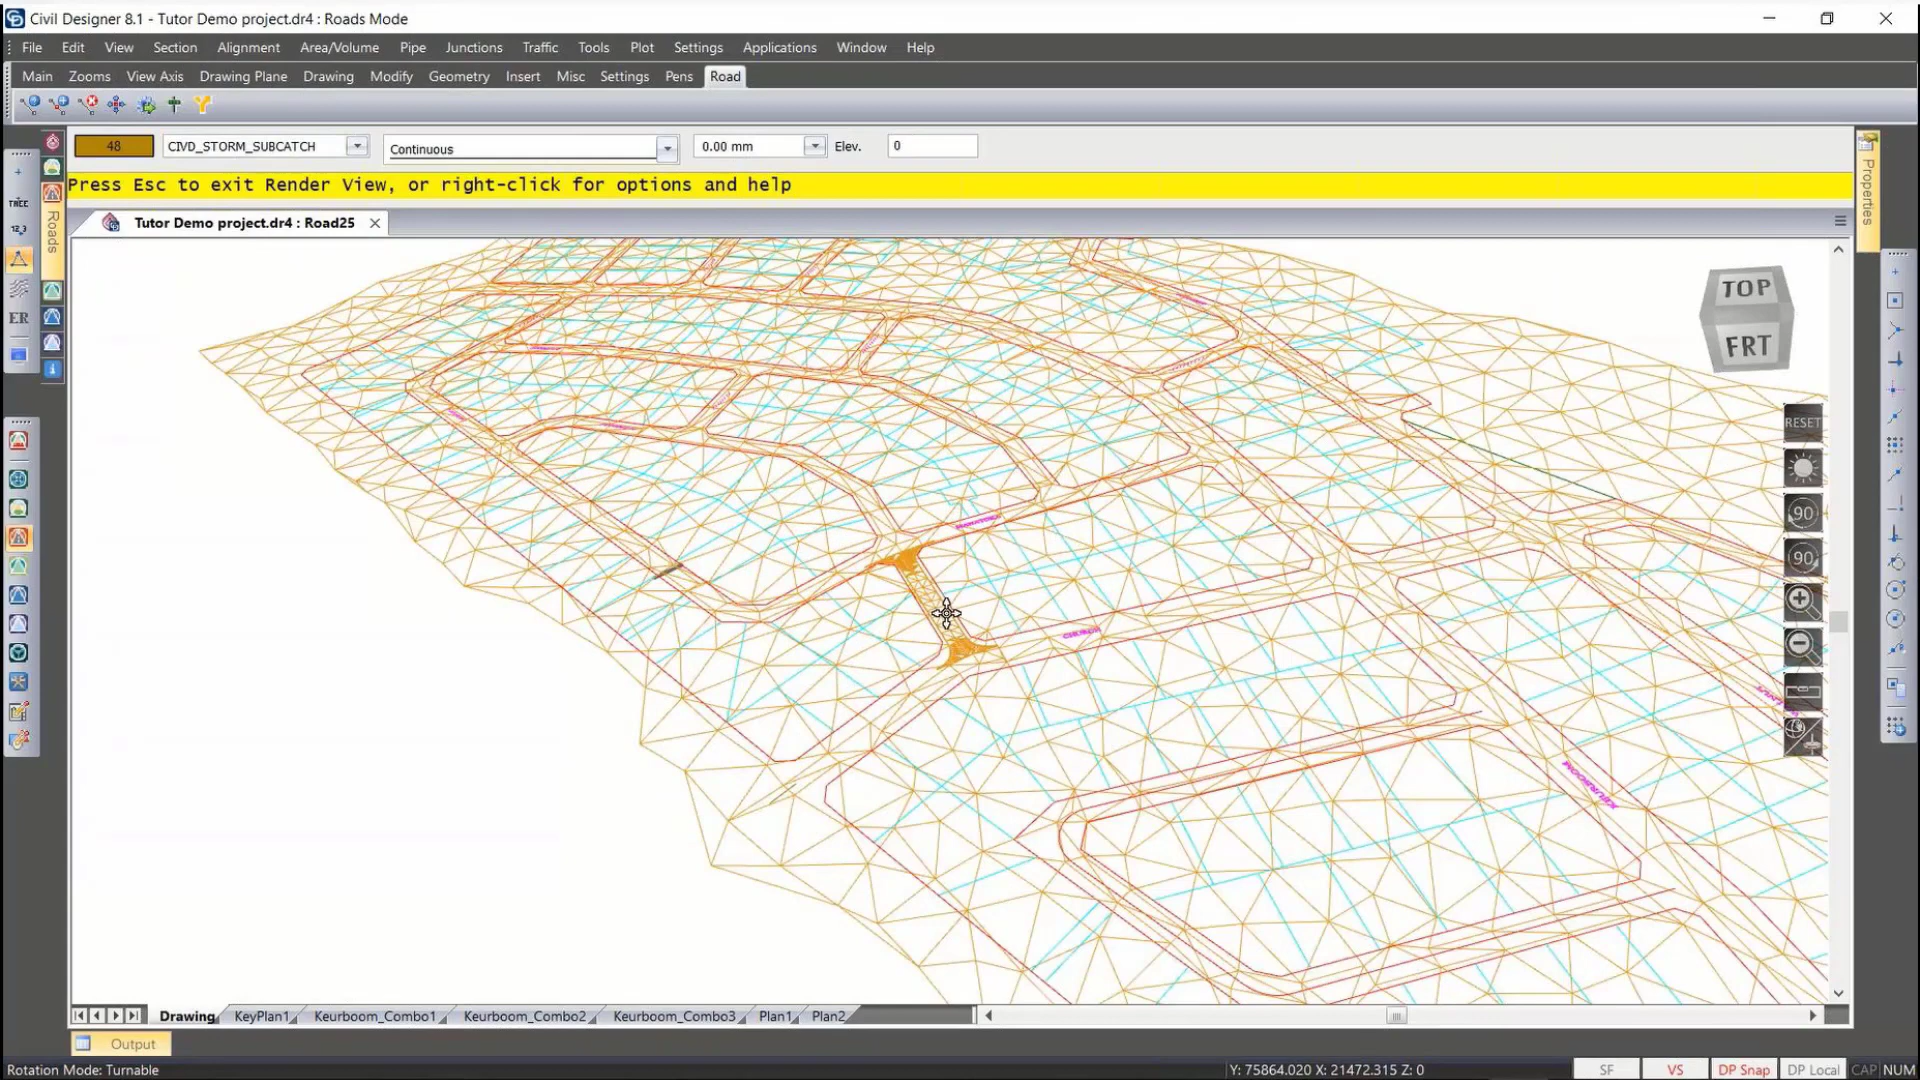 Civil Designer 8.1 - Tutor Demo project.dr4 : Roads Mode
File Edit View Section Alignment Area/Volume Pipe Junctions Traffic Tools Plot Settings Applications Window Help
Main Zooms View Axis Drawing Plane Drawing Modify Geometry Insert Misc Settings Pens Road
48 CIVD_STORM_SUBCATCH Continuous 0.00 mm Elev. 0
Press Esc to exit Render View, or right-click for options and help
Tutor Demo project.dr4 : Road25
Properties
Roads
TREE
12.3
ER
TOP
FRT
RESET
90
90
KEURBOOM
Drawing KeyPlan1 Keurboom_Combo1 Keurboom_Combo2 Keurboom_Combo3 Plan1 Plan2
Output
Rotation Mode: Turnable Y: 75864.020 X: 21472.315 Z: 0 SF VS DP Snap DP Local CAP NUM